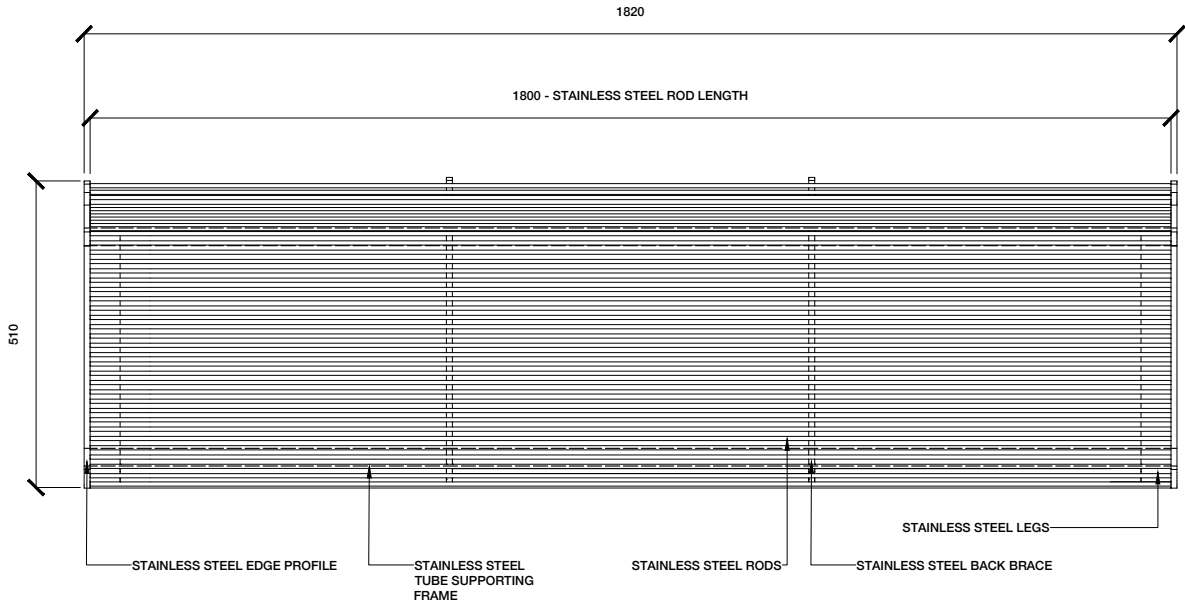 1820
1800 - STAINLESS STEEL ROD LENGTH
510
STAINLESS STEEL LEGS
STAINLESS STEEL EDGE PROFILE
STAINLESS STEEL
TUBE SUPPORTING
FRAME
STAINLESS STEEL RODS
STAINLESS STEEL BACK BRACE